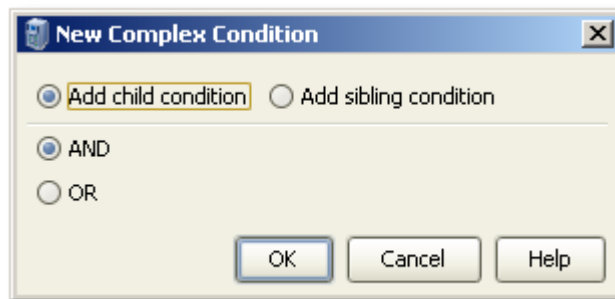 New Complex Condition
Add child condition Add sibling condition
AND
OR
OK Cancel Help